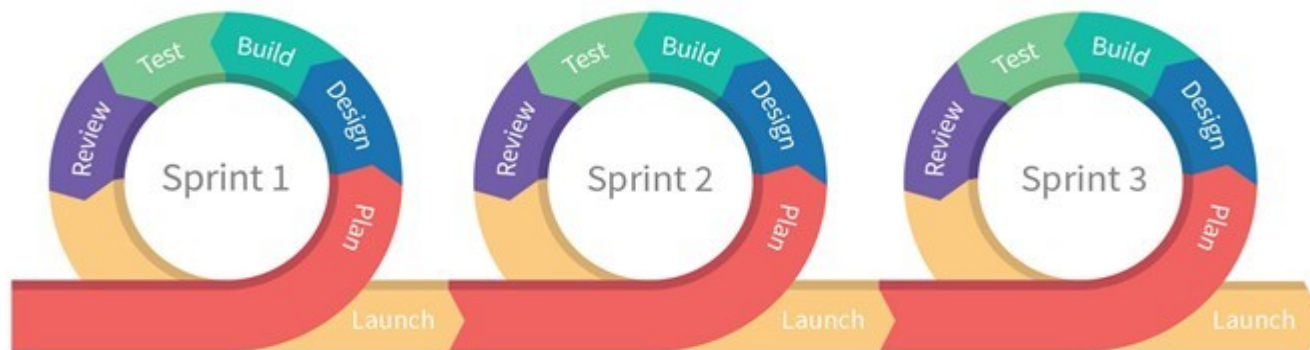 Sprint 1
Plan
Design
Build
Test
Review
Launch
Sprint 2
Plan
Design
Build
Test
Review
Launch
Sprint 3
Plan
Design
Build
Test
Review
Launch